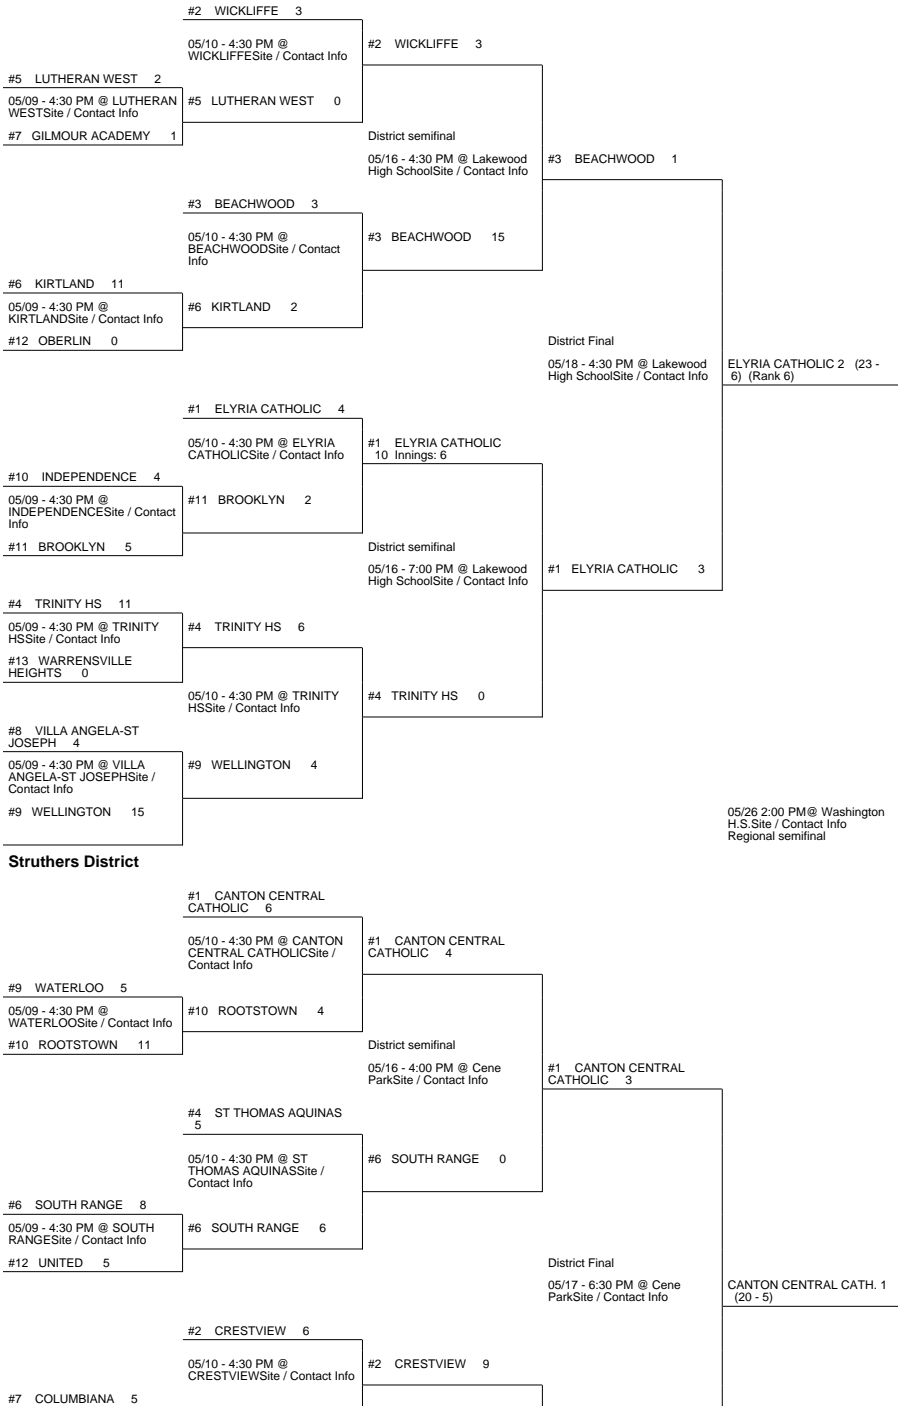 #2 WICKLIFFE 3
05/10 - 4:30 PM @
WICKLIFFESite / Contact Info
#2 WICKLIFFE 3
#5 LUTHERAN WEST 2
05/09 - 4:30 PM @ LUTHERAN
WESTSite / Contact Info
#5 LUTHERAN WEST 0
#7 GILMOUR ACADEMY 1
District semifinal
05/16 - 4:30 PM @ Lakewood
High SchoolSite / Contact Info
#3 BEACHWOOD 1
#3 BEACHWOOD 3
05/10 - 4:30 PM @
BEACHWOODSite / Contact
Info
#3 BEACHWOOD 15
#6 KIRTLAND 11
05/09 - 4:30 PM @
KIRTLANDSite / Contact Info
#6 KIRTLAND 2
#12 OBERLIN 0
District Final
05/18 - 4:30 PM @ Lakewood
High SchoolSite / Contact Info
ELYRIA CATHOLIC 2 (23 -
6) (Rank 6)
#1 ELYRIA CATHOLIC 4
05/10 - 4:30 PM @ ELYRIA
CATHOLICSite / Contact Info
#1 ELYRIA CATHOLIC
10 Innings: 6
#10 INDEPENDENCE 4
05/09 - 4:30 PM @
INDEPENDENCESite / Contact
Info
#11 BROOKLYN 2
#11 BROOKLYN 5
District semifinal
05/16 - 7:00 PM @ Lakewood
High SchoolSite / Contact Info
#1 ELYRIA CATHOLIC 3
#4 TRINITY HS 11
05/09 - 4:30 PM @ TRINITY
HSSite / Contact Info
#4 TRINITY HS 6
#13 WARRENSVILLE
HEIGHTS 0
05/10 - 4:30 PM @ TRINITY
HSSite / Contact Info
#4 TRINITY HS 0
#8 VILLA ANGELA-ST
JOSEPH 4
05/09 - 4:30 PM @ VILLA
ANGELA-ST JOSEPHSite /
Contact Info
#9 WELLINGTON 4
#9 WELLINGTON 15
05/26 2:00 PM@ Washington
H.S.Site / Contact Info
Regional semifinal
Struthers District
#1 CANTON CENTRAL
CATHOLIC 6
05/10 - 4:30 PM @ CANTON
CENTRAL CATHOLICSite /
Contact Info
#1 CANTON CENTRAL
CATHOLIC 4
#9 WATERLOO 5
05/09 - 4:30 PM @
WATERLOOSite / Contact Info
#10 ROOTSTOWN 4
#10 ROOTSTOWN 11
District semifinal
05/16 - 4:00 PM @ Cene
ParkSite / Contact Info
#1 CANTON CENTRAL
CATHOLIC 3
#4 ST THOMAS AQUINAS
5
05/10 - 4:30 PM @ ST
THOMAS AQUINASSite /
Contact Info
#6 SOUTH RANGE 0
#6 SOUTH RANGE 8
05/09 - 4:30 PM @ SOUTH
RANGESite / Contact Info
#6 SOUTH RANGE 6
#12 UNITED 5
District Final
05/17 - 6:30 PM @ Cene
ParkSite / Contact Info
CANTON CENTRAL CATH. 1
(20 - 5)
#2 CRESTVIEW 6
05/10 - 4:30 PM @
CRESTVIEWSite / Contact Info
#2 CRESTVIEW 9
#7 COLUMBIANA 5